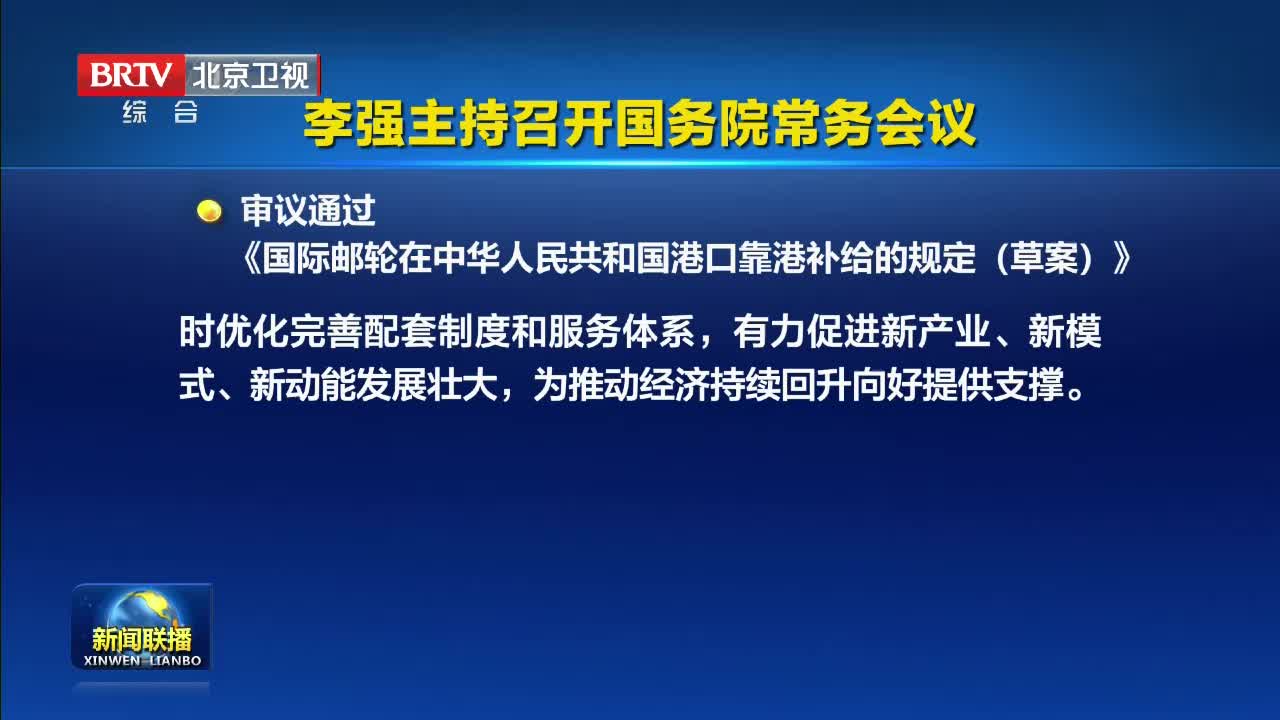 BRTV 北京卫视
综合
李强主持召开国务院常务会议
审议通过
《国际邮轮在中华人民共和国港口靠港补给的规定（草案）》
时优化完善配套制度和服务体系，有力促进新产业、新模
式、新动能发展壮大，为推动经济持续回升向好提供支撑。
新闻联播
XINWEN LIANBO